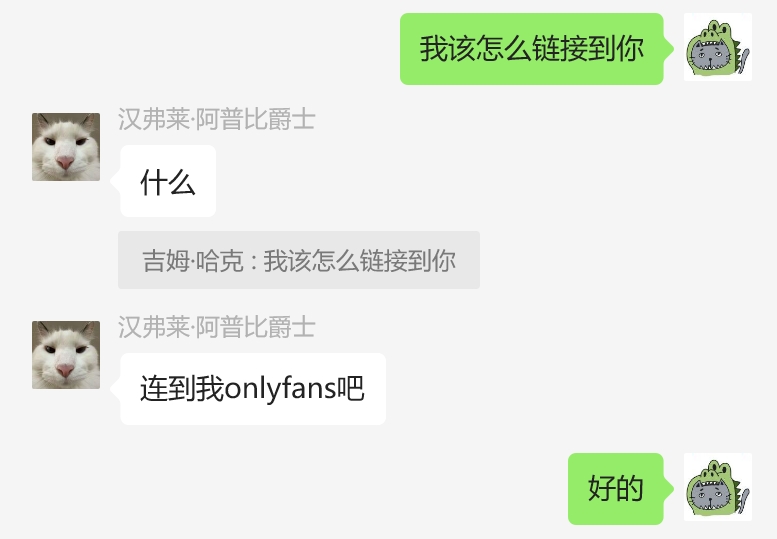 我该怎么链接到你
汉弗莱·阿普比爵士
什么
吉姆·哈克 : 我该怎么链接到你
汉弗莱·阿普比爵士
连到我onlyfans吧
好的